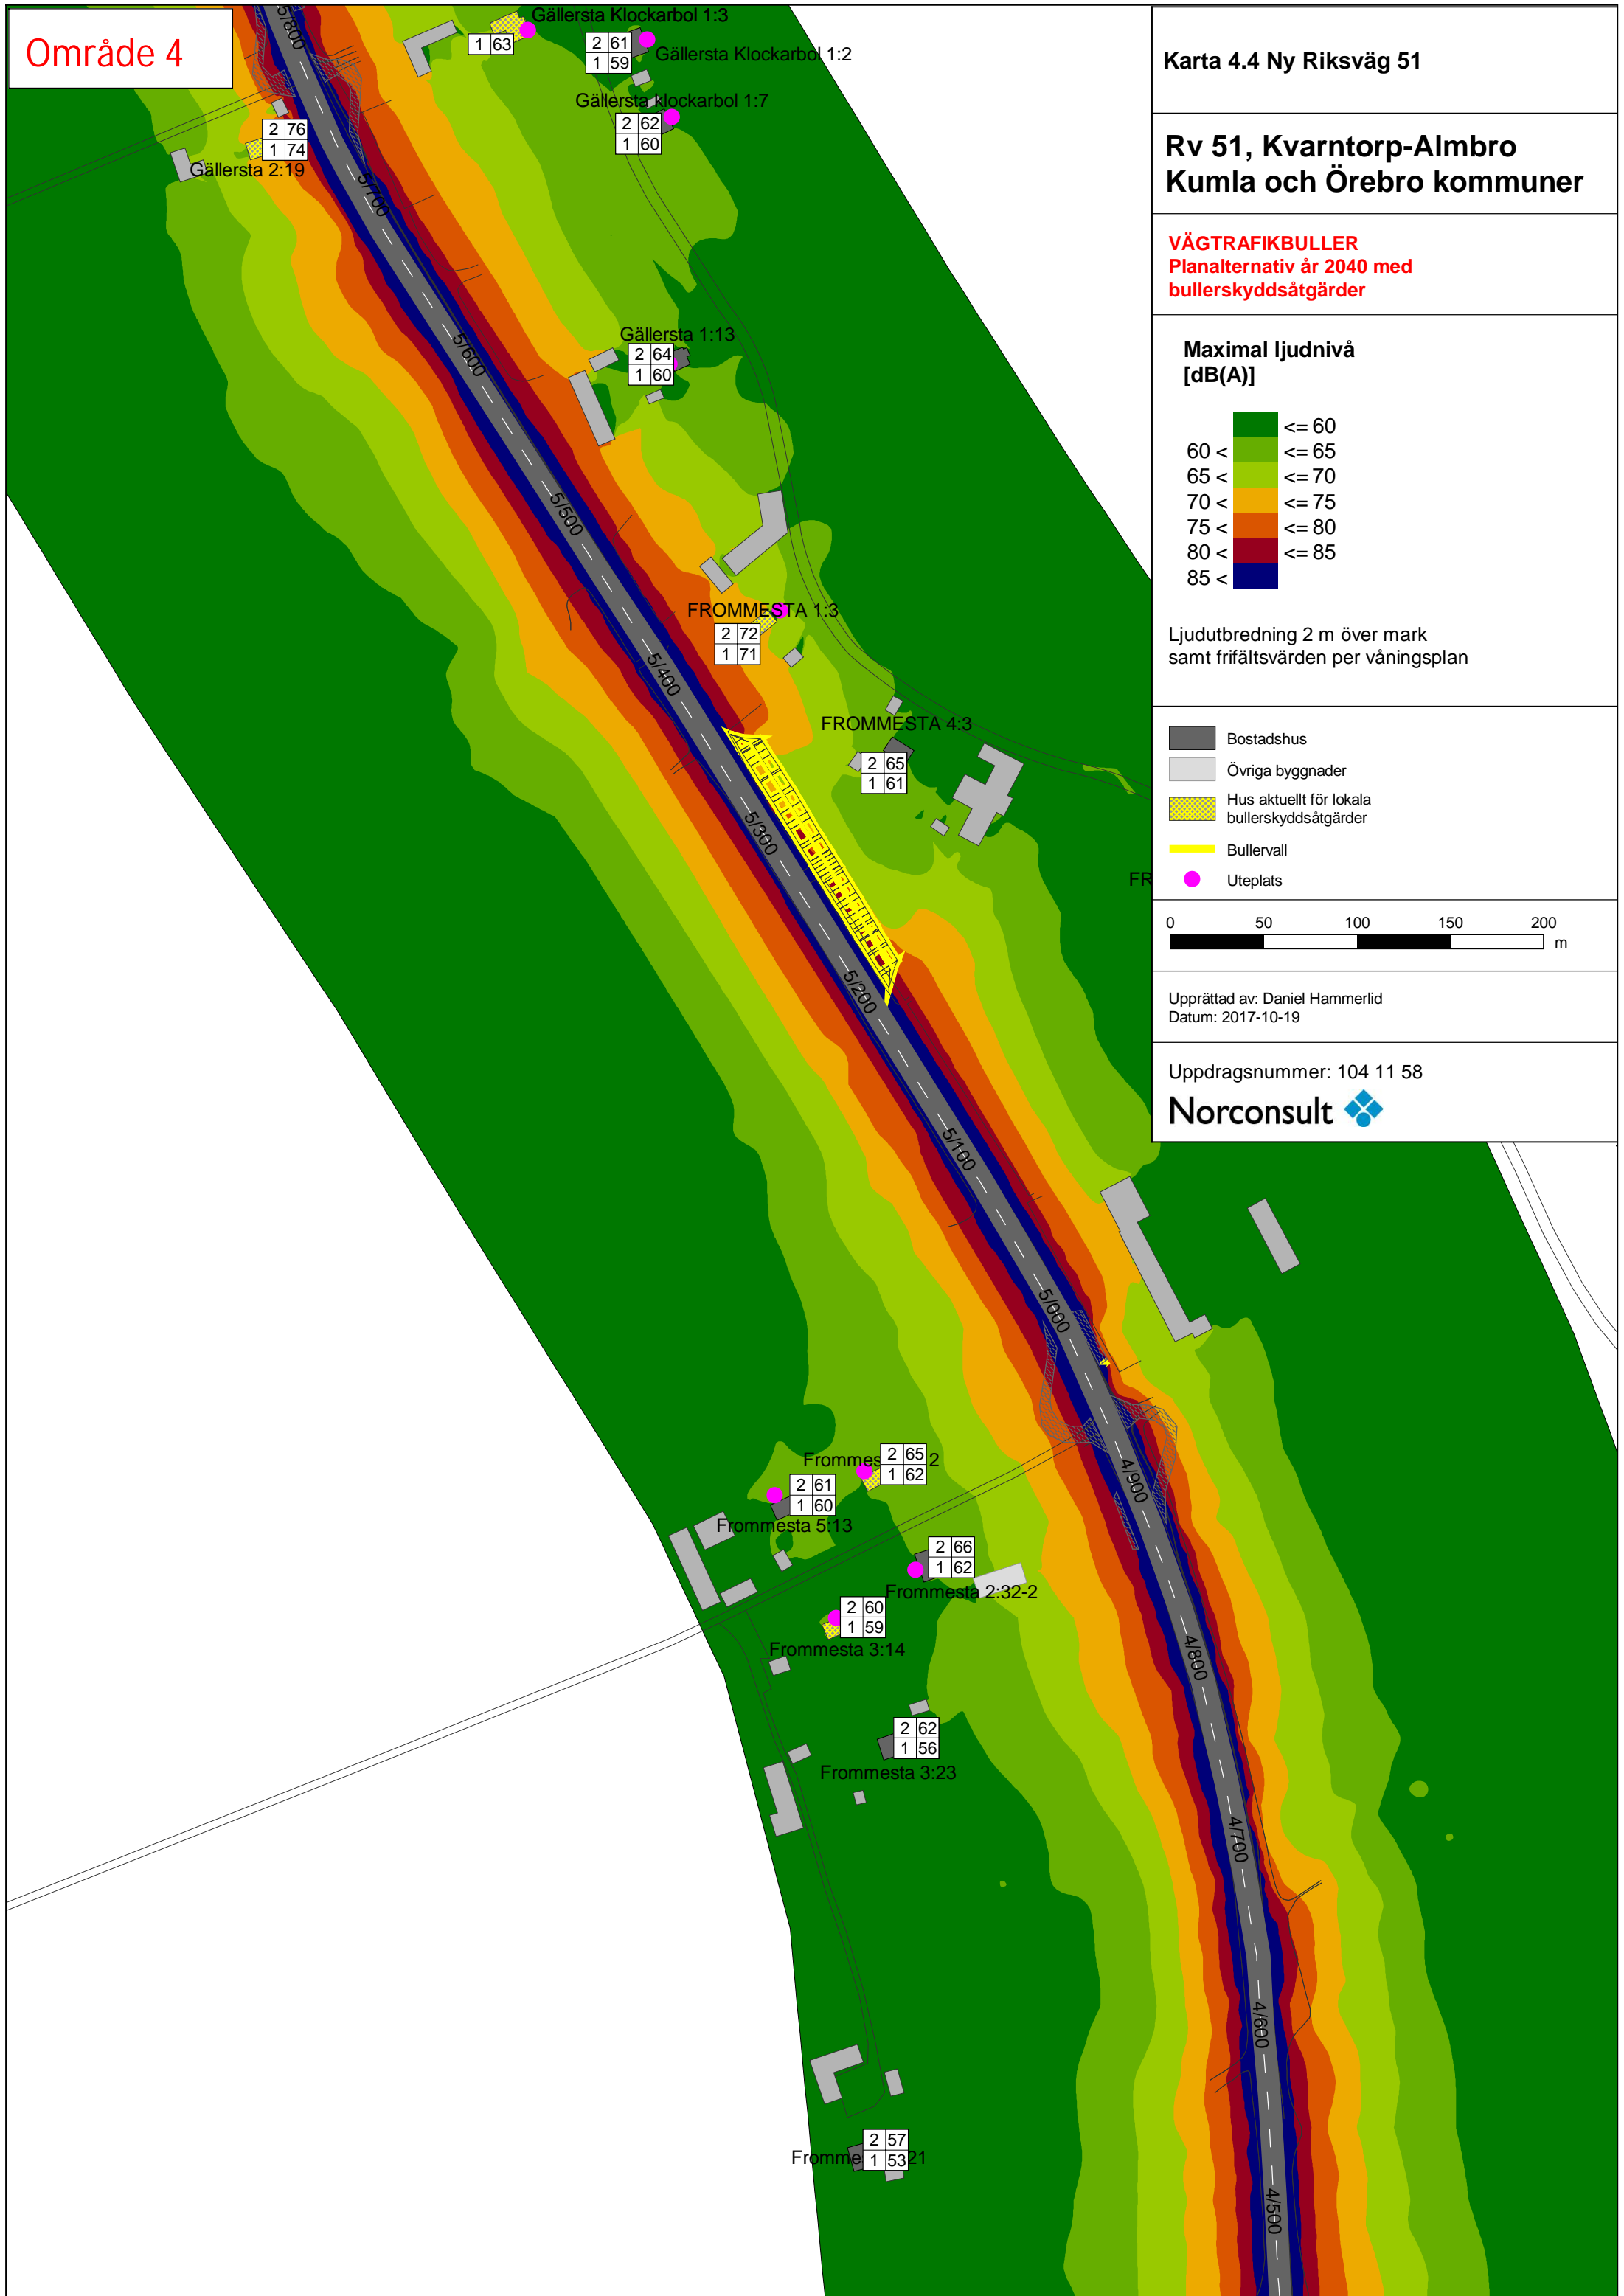 Område 4
Karta 4.4 Ny Riksväg 51
Rv 51, Kvarntorp-Almbro
Kumla och Örebro kommuner
VÄGTRAFIKBULLER
Planalternativ år 2040 med
bullerskyddsåtgärder
Maximal ljudnivå
[dB(A)]
<= 60
60 < <= 65
65 < <= 70
70 < <= 75
75 < <= 80
80 < <= 85
85 <
Ljudutbredning 2 m över mark
samt frifältsvärden per våningsplan
Bostadshus
Övriga byggnader
Hus aktuellt för lokala
bullerskyddsåtgärder
Bullervall
Uteplats
0 50 100 150 200
m
Upprättad av: Daniel Hammerlid
Datum: 2017-10-19
Uppdragsnummer: 104 11 58
Norconsult
5/800
Gällersta Klockarbol 1:3
1 63
2 61
1 59
Gällersta Klockarbol 1:2
Gällersta klockarbol 1:7
2 62
1 60
2 76
1 74
Gällersta 2:19
5/700
Gällersta 1:13
2 64
1 60
5/600
5/500
FROMMESTA 1:3
2 72
1 71
5/400
FROMMESTA 4:3
2 65
1 61
5/300
FR
5/200
5/100
5/000
Frommes 2
2 65
1 62
2 61
1 60
Frommesta 5:13
4/900
2 66
1 62
Frommesta 2:32-2
2 60
1 59
Frommesta 3:14
4/800
2 62
1 56
Frommesta 3:23
4/700
4/600
2 57
1 53
Fromme 21
4/500